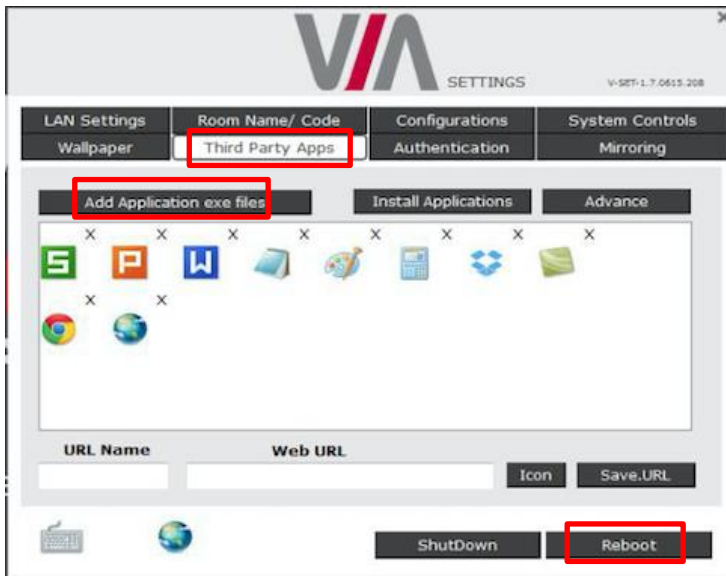 VIA SETTINGS V-SET-1.7.0615.208
X
LAN Settings Room Name/ Code Configurations System Controls
Wallpaper Third Party Apps Authentication Mirroring
Add Application exe files Install Applications Advance
X X X X X X X X
S P W
X X
URL Name Web URL
Icon Save.URL
ShutDown Reboot